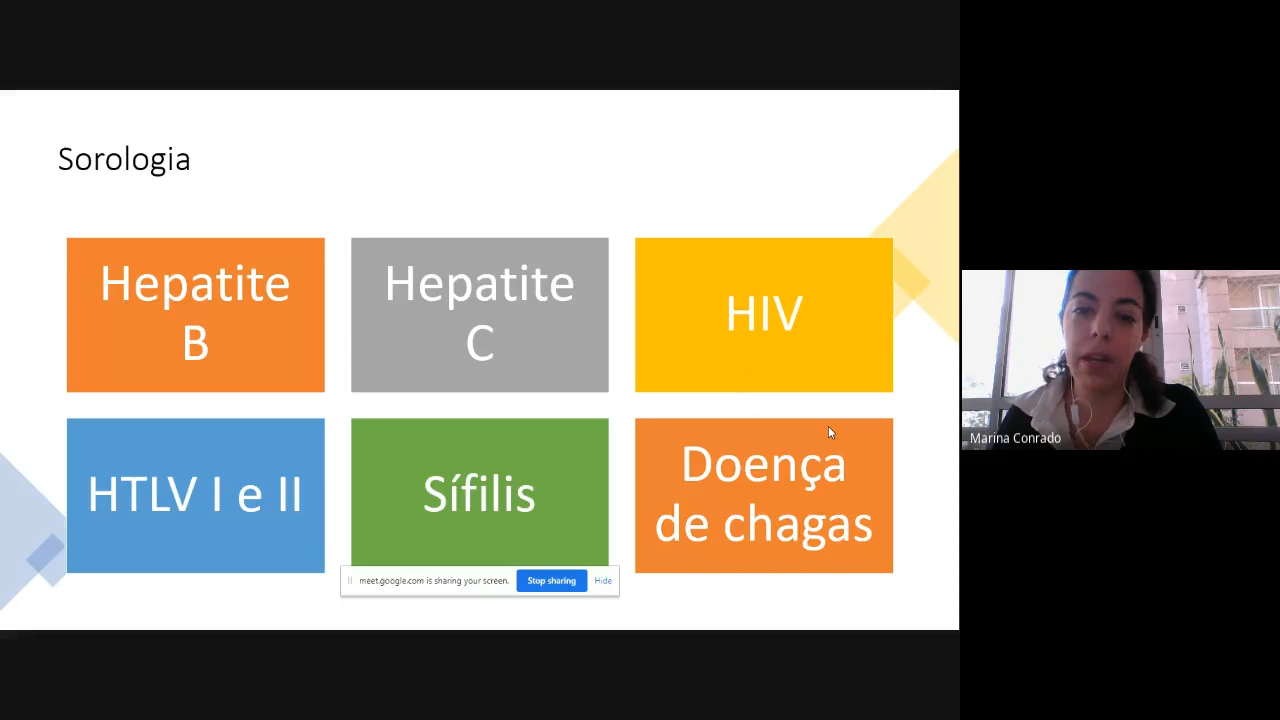 Sorologia
Hepatite
B
Hepatite
C
HIV
HTLV I e II
Sífilis
Doença
de chagas
meet.google.com is sharing your screen.
Stop sharing
Hide
Marina Conrado